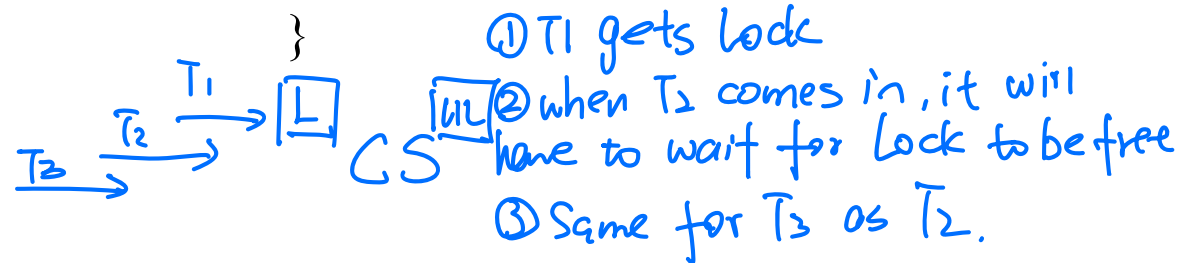 }
① T1 gets lock
T1 L
UL ② when T2 comes in, it will
T2
CS have to wait for lock to be free
T3
③ Same for T3 as T2.